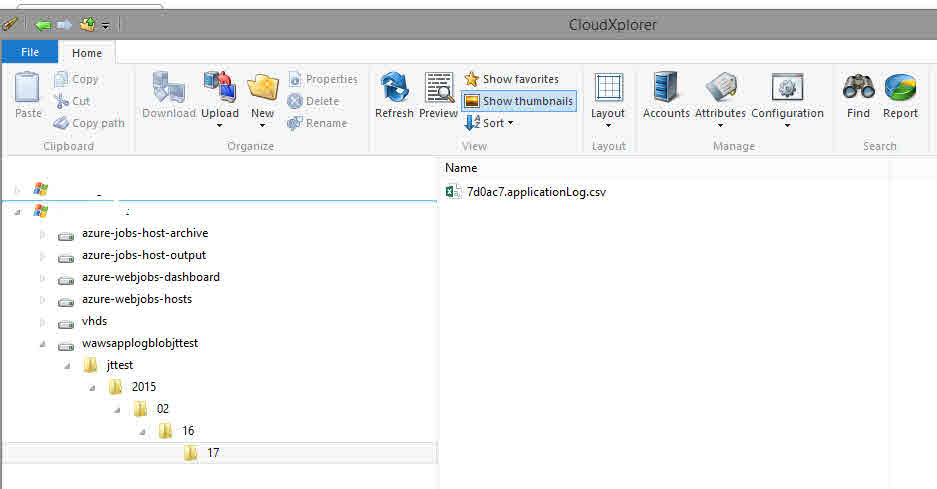 CloudXplorer
File Home
Paste
Copy
Cut
Copy path
Clipboard
Download
Upload
New
Properties
Delete
Rename
Organize
Refresh
Preview
Show favorites
Show thumbnails
Sort
View
Layout
Layout
Accounts
Attributes
Configuration
Manage
Find
Report
Search
Name
7d0ac7.applicationLog.csv
azure-jobs-host-archive
azure-jobs-host-output
azure-webjobs-dashboard
azure-webjobs-hosts
vhds
wawsapplogblobjttest
jttest
2015
02
16
17